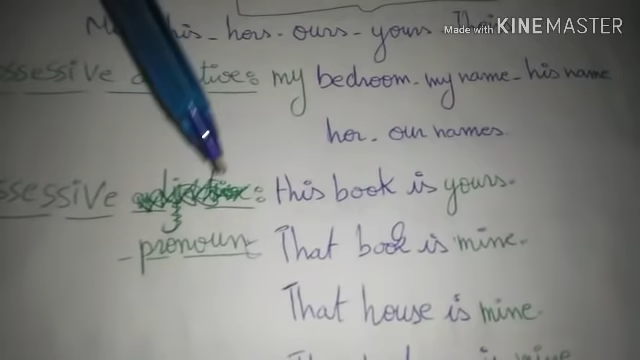 his - hers - ours - yours
Made with KINEMASTER
ssessive my bedroom - my name - his name
her - our names
ssessive : this book is yours.
- pronoun That book is mine.
That house is mine.